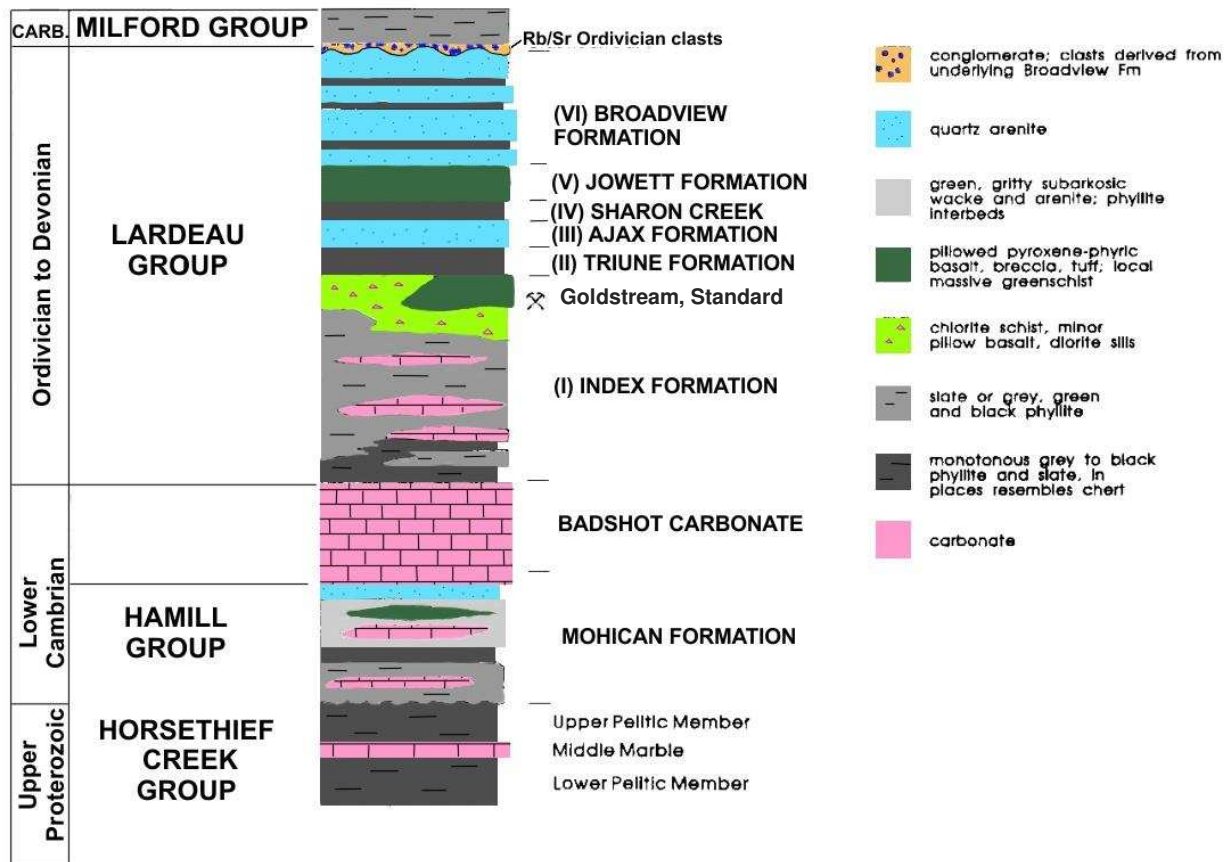 CARB.
MILFORD GROUP
Rb/Sr Ordivician clasts
Ordivician to Devonian
LARDEAU
GROUP
(VI) BROADVIEW
FORMATION
(V) JOWETT FORMATION
(IV) SHARON CREEK
(III) AJAX FORMATION
(II) TRIUNE FORMATION
Goldstream, Standard
(I) INDEX FORMATION
Lower
Cambrian
BADSHOT CARBONATE
HAMILL
GROUP
MOHICAN FORMATION
Upper
Proterozoic
HORSETHIEF
CREEK
GROUP
Upper Pelitic Member
Middle Marble
Lower Pelitic Member
conglomerate; clasts derived from
underlying Broadview Fm
quartz arenite
green, gritty subarkosic
wacke and arenite; phyllite
interbeds
pillowed pyroxene-phyric
basalt, breccia, tuff; local
massive greenschist
chlorite schist, minor
pillow basalt, diorite sills
slate or grey, green
and black phyllite
monotonous grey to black
phyllite and slate, in
places resembles chert
carbonate